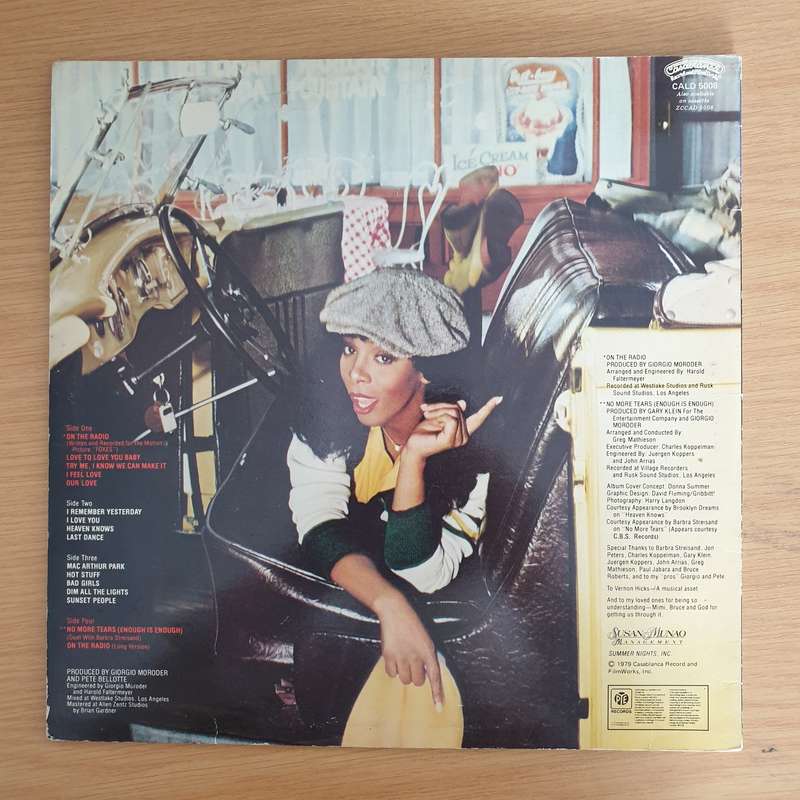 UNTAIN
ICE CREAM
Casablanca
CALD 5008
Also available
on cassette
ZCCAD 5008
Side One
*ON THE RADIO
(Written and Recorded for the Motion
Picture "FOXES")
LOVE TO LOVE YOU BABY
TRY ME, I KNOW WE CAN MAKE IT
I FEEL LOVE
OUR LOVE
Side Two
I REMEMBER YESTERDAY
I LOVE YOU
HEAVEN KNOWS
LAST DANCE
Side Three
MAC ARTHUR PARK
HOT STUFF
BAD GIRLS
DIM ALL THE LIGHTS
SUNSET PEOPLE
Side Four
**NO MORE TEARS (ENOUGH IS ENOUGH)
(Duet With Barbra Streisand)
ON THE RADIO (Long Version)
PRODUCED BY GIORGIO MORODER
AND PETE BELLOTTE
Engineered by Giorgio Moroder
and Harold Faltermeyer
Mixed at Westlake Studios, Los Angeles
Mastered at Allen Zentz Studios
by Brian Gardner
*ON THE RADIO
PRODUCED BY GIORGIO MORODER
Arranged and Engineered By: Harold
Faltermeyer
Recorded at Westlake Studios and Rusk
Sound Studios, Los Angeles
**NO MORE TEARS (ENOUGH IS ENOUGH)
PRODUCED BY GARY KLEIN For The
Entertainment Company and GIORGIO
MORODER
Arranged and Conducted By
Greg Mathieson
Executive Producer: Charles Koppelman
Engineered By: Juergen Koppers
and John Arrias
Recorded at Village Recorders
and Rusk Sound Studios, Los Angeles
Album Cover Concept: Donna Summer
Graphic Design: David Fluming/Gribbitt!
Photography: Harry Langdon
Courtesy Appearance by Brooklyn Dreams
on "Heaven Knows"
Courtesy Appearance by Barbra Streisand
on "No More Tears" (Appears courtesy
C.B.S. Records)
Special Thanks to Barbra Streisand, Jon
Peters, Charles Koppelman, Gary Klein
Juergen Koppers, John Arrias, Greg
Mathieson, Paul Jabara and Bruce
Roberts, and to my "pros" Giorgio and Pete
To Vernon Hicks—A musical asset
And to my loved ones for being so
understanding—Mimi, Bruce and God for
getting us through it.
SUSAN MUNAO
MANAGEMENT
SUMMER NIGHTS, INC.
© 1979 Casablanca Record and
FilmWorks, Inc.
PYE
RECORDS